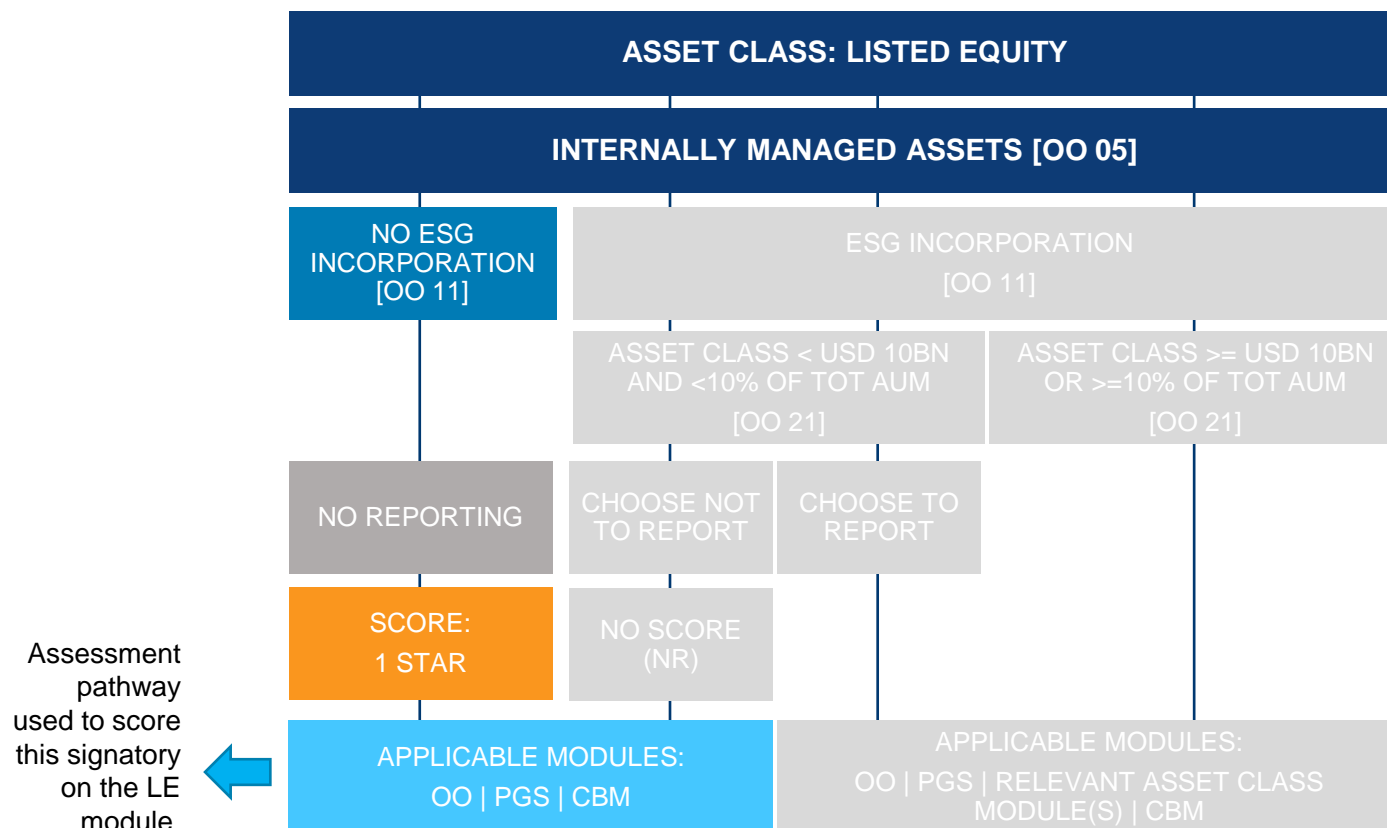 ASSET CLASS: LISTED EQUITY
INTERNALLY MANAGED ASSETS [OO 05]
NO ESG
INCORPORATION
[OO 11]
ESG INCORPORATION
[OO 11]
ASSET CLASS < USD 10BN
AND <10% OF TOT AUM
[OO 21]
ASSET CLASS >= USD 10BN
OR >=10% OF TOT AUM
[OO 21]
NO REPORTING
CHOOSE NOT
TO REPORT
CHOOSE TO
REPORT
SCORE:
1 STAR
NO SCORE
(NR)
Assessment
pathway
used to score
this signatory
on the LE
module.
APPLICABLE MODULES:
OO | PGS | CBM
APPLICABLE MODULES:
OO | PGS | RELEVANT ASSET CLASS
MODULE(S) | CBM